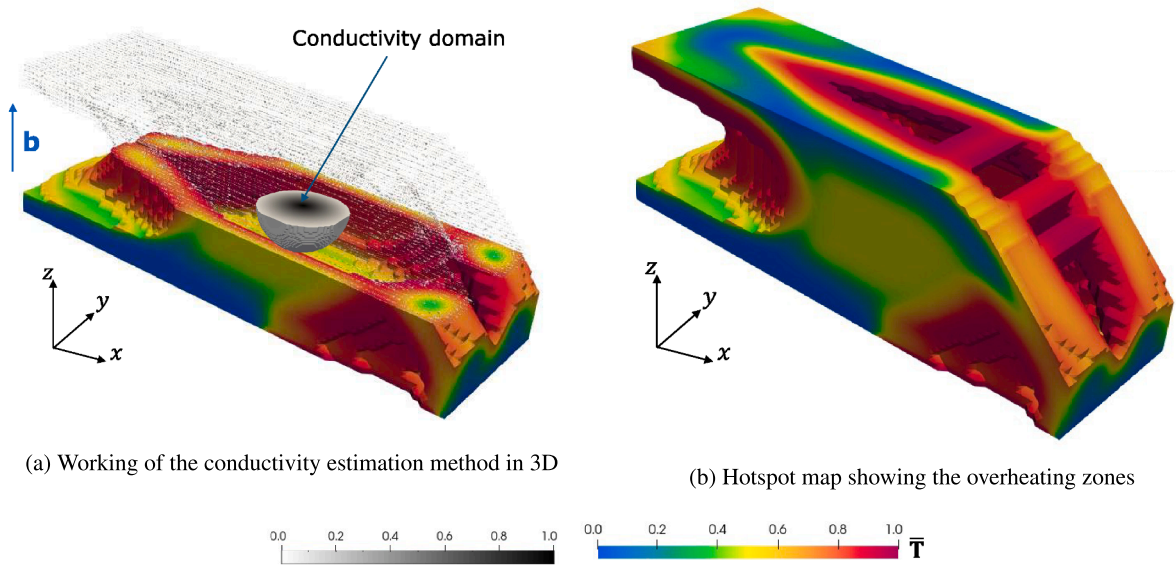 Conductivity domain
b
z
y
x
z
y
x
(a) Working of the conductivity estimation method in 3D
(b) Hotspot map showing the overheating zones
0.0 0.2 0.4 0.6 0.8 1.0
0.0 0.2 0.4 0.6 0.8 1.0
T̿